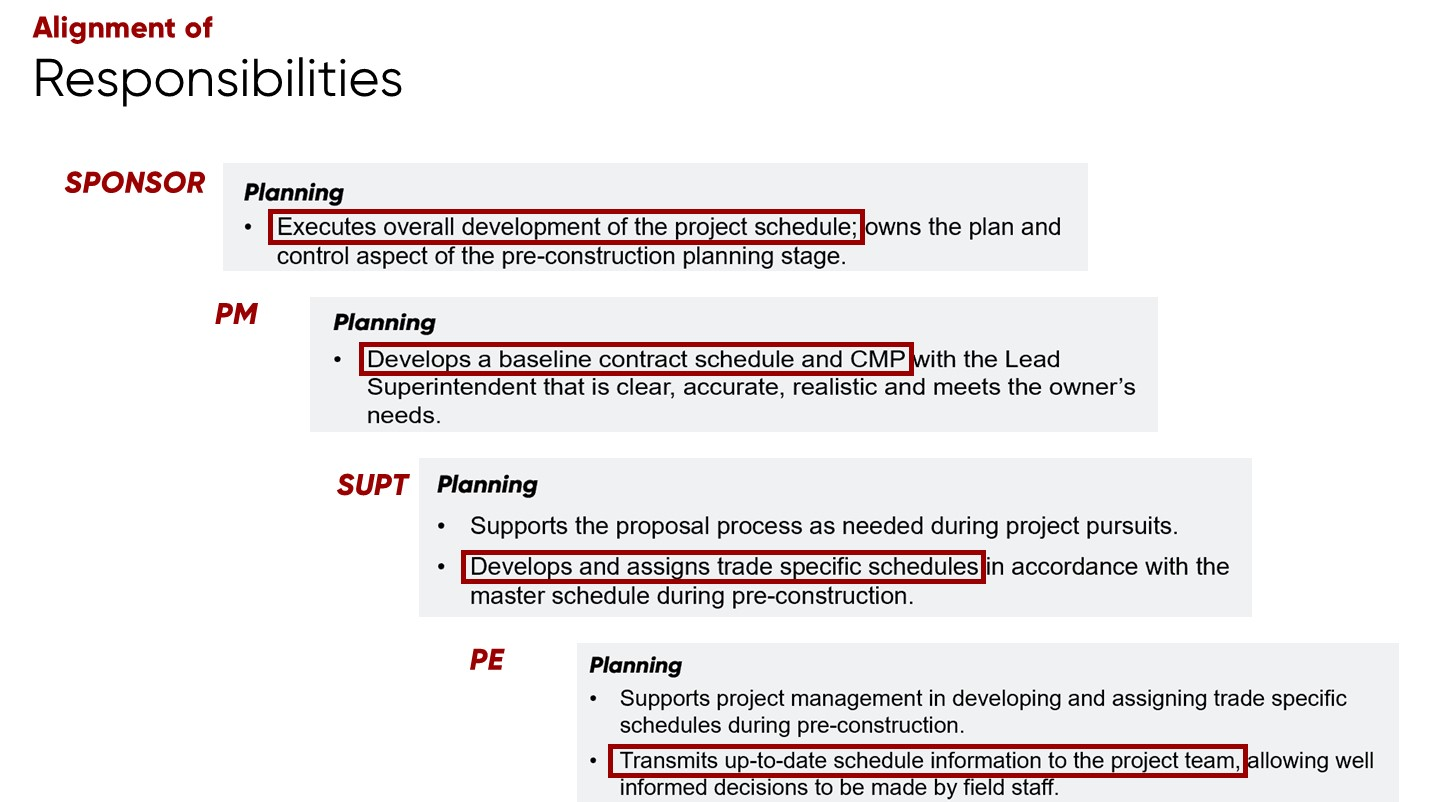 Alignment of
Responsibilities
SPONSOR
Planning
• Executes overall development of the project schedule; owns the plan and
control aspect of the pre-construction planning stage.
PM
Planning
• Develops a baseline contract schedule and CMP with the Lead
Superintendent that is clear, accurate, realistic and meets the owner’s
needs.
SUPT
Planning
• Supports the proposal process as needed during project pursuits.
• Develops and assigns trade specific schedules in accordance with the
master schedule during pre-construction.
PE
Planning
• Supports project management in developing and assigning trade specific
schedules during pre-construction.
• Transmits up-to-date schedule information to the project team, allowing well
informed decisions to be made by field staff.